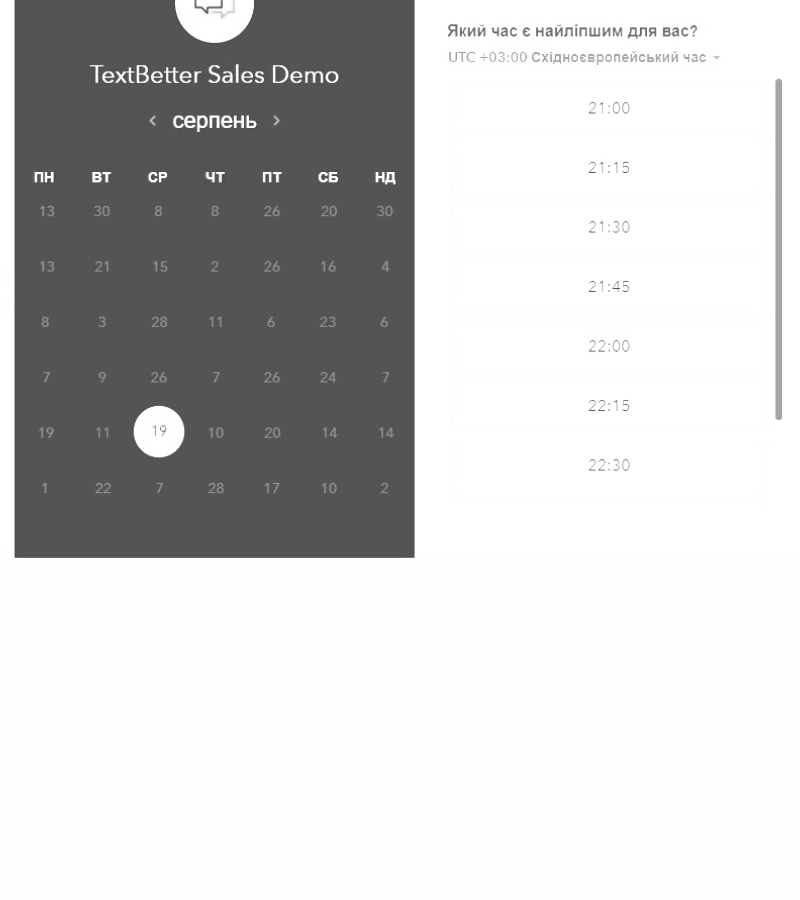 TextBetter Sales Demo
серпень
ПН ВТ СР ЧТ ПТ СБ НД
13 30 8 8 26 20 30
13 21 15 2 26 16 4
8 3 28 11 6 23 6
7 9 26 7 26 24 7
19 11 19 10 20 14 14
1 22 7 28 17 10 2
Який час є найліпшим для вас?
UTC +03:00 Східноєвропейський час
21:00
21:15
21:30
21:45
22:00
22:15
22:30